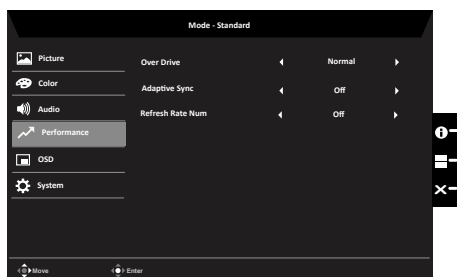 Mode - Standard
Picture
Over Drive Normal
Color
Adaptive Sync Off
Audio
Refresh Rate Num Off
Performance
OSD
System
Move Enter